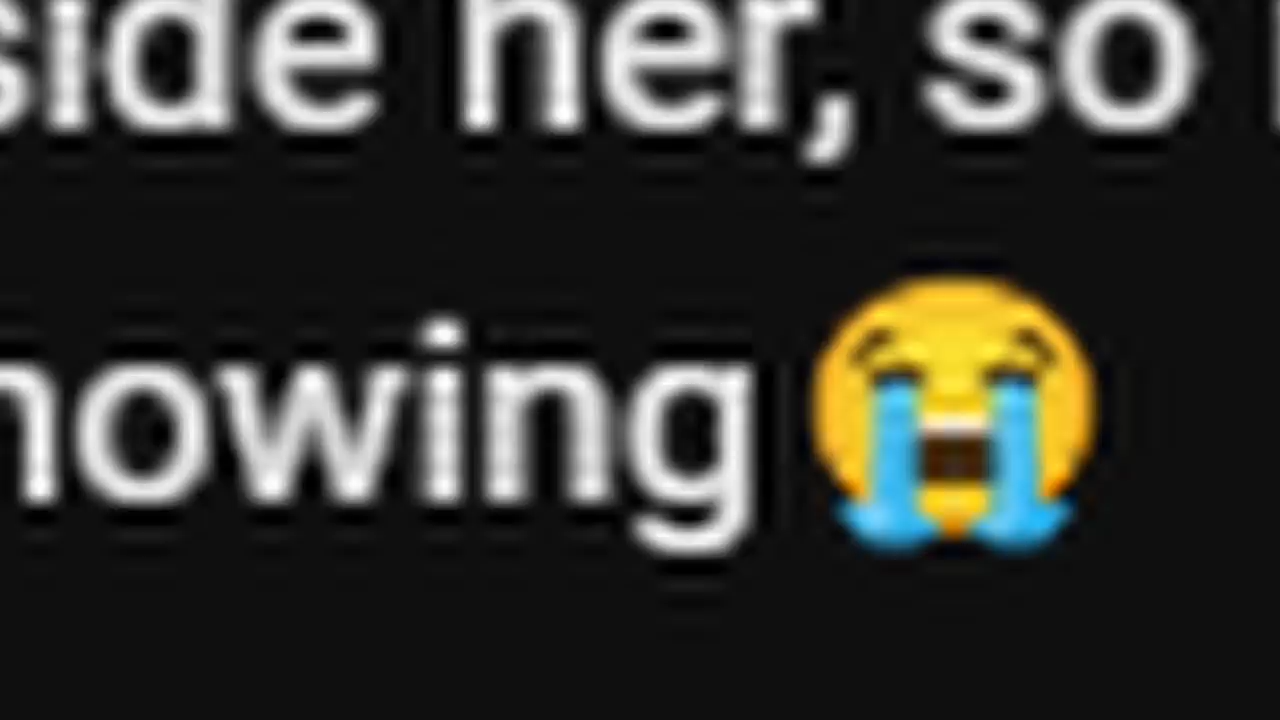 side her, so
nowing 😭